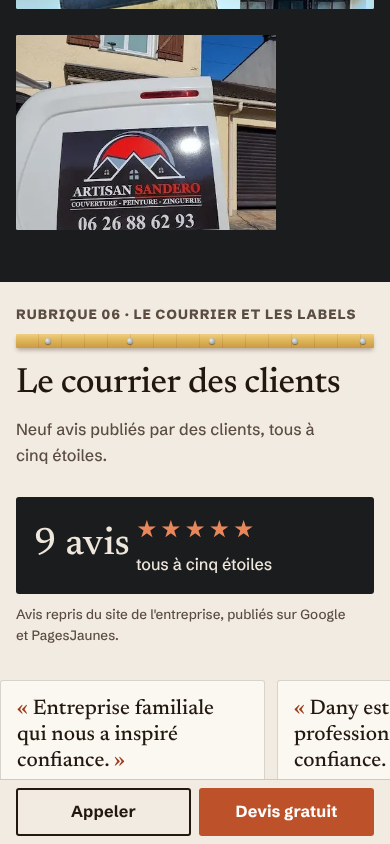 ARTISAN SANDERO
COUVERTURE - PEINTURE - ZINGUERIE
06 26 88 62 93
RUBRIQUE 06 · LE COURRIER ET LES LABELS
Le courrier des clients
Neuf avis publiés par des clients, tous à
cinq étoiles.
9 avis
tous à cinq étoiles
Avis repris du site de l'entreprise, publiés sur Google
et PagesJaunes.
« Entreprise familiale
qui nous a inspiré
confiance. »
« Dany est
profession
confiance.
Appeler
Devis gratuit